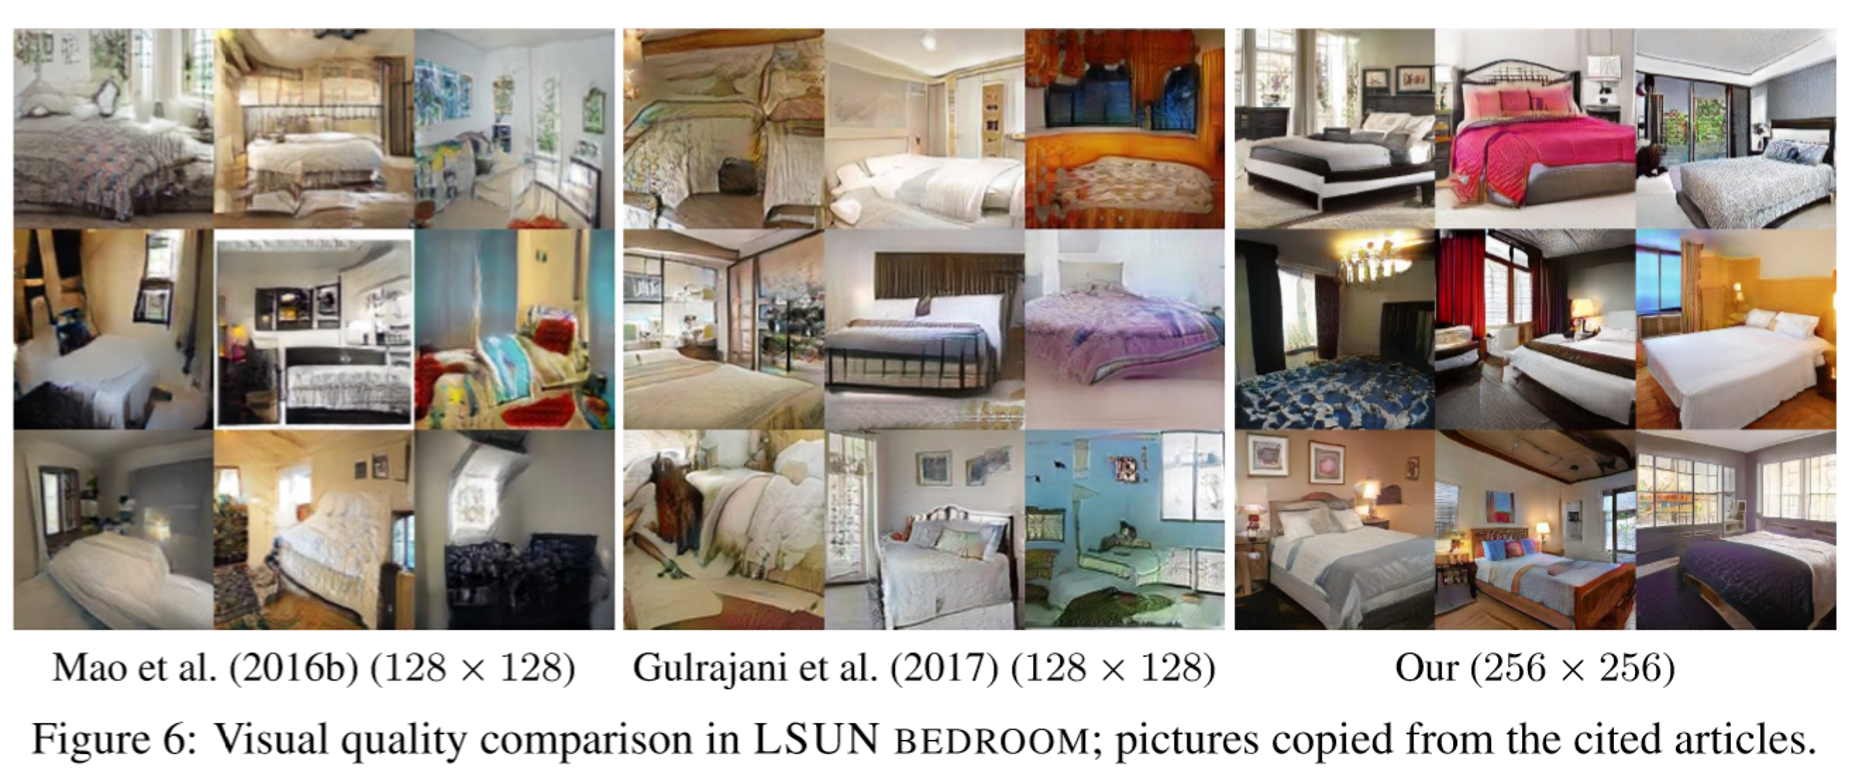 Mao et al. (2016b) (128 × 128)
Gulrajani et al. (2017) (128 × 128)
Our (256 × 256)
Figure 6: Visual quality comparison in LSUN BEDROOM; pictures copied from the cited articles.